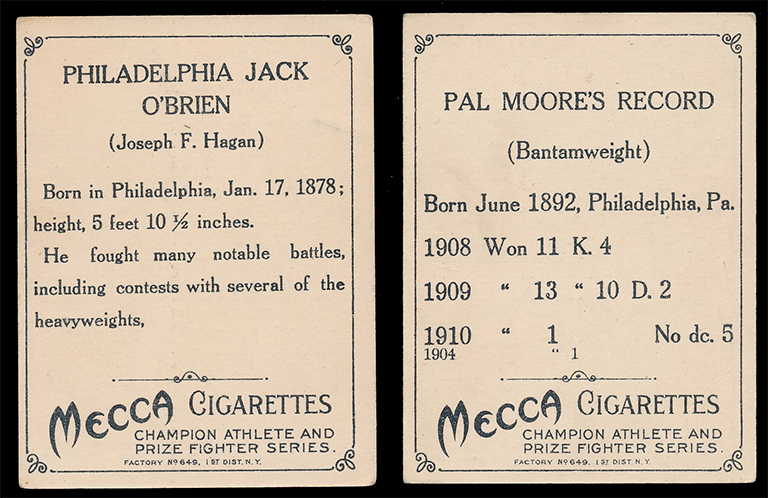 PHILADELPHIA JACK
O'BRIEN
(Joseph F. Hagan)
Born in Philadelphia, Jan. 17, 1878;
height, 5 feet 10 ½ inches.
He fought many notable battles,
including contests with several of the
heavyweights,
MECCA CIGARETTES
CHAMPION ATHLETE AND
PRIZE FIGHTER SERIES.
FACTORY Nº 649, 1ST DIST. N.Y.
PAL MOORE'S RECORD
(Bantamweight)
Born June 1892, Philadelphia, Pa.
1908 Won 11 K. 4
1909 “ 13 “ 10 D. 2
1910 “ 1 No dc. 5
1904 “ 1
MECCA CIGARETTES
CHAMPION ATHLETE AND
PRIZE FIGHTER SERIES.
FACTORY Nº 649, 1ST DIST. N.Y.